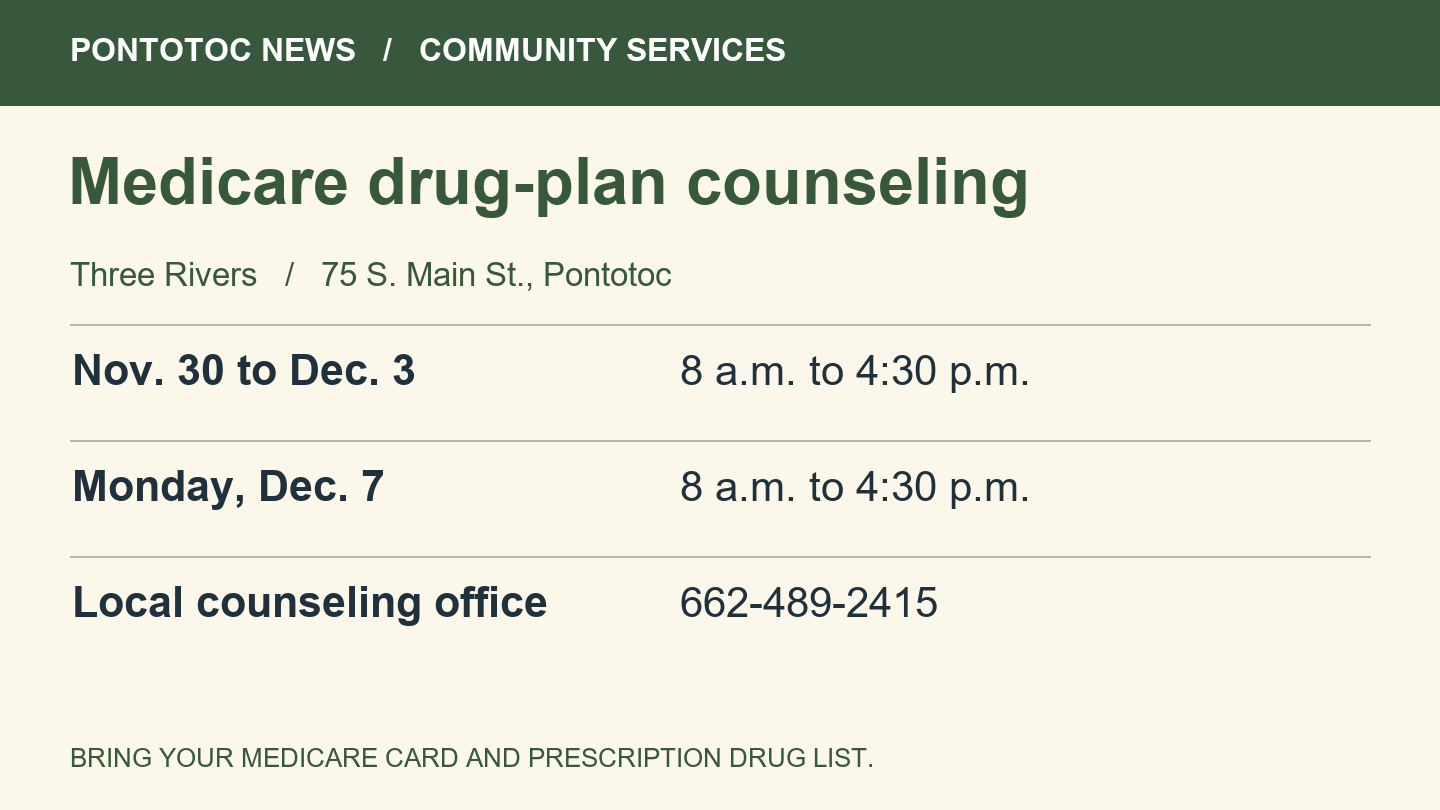 PONTOTOC NEWS / COMMUNITY SERVICES
Medicare drug-plan counseling
Three Rivers / 75 S. Main St., Pontotoc
Nov. 30 to Dec. 3 8 a.m. to 4:30 p.m.
Monday, Dec. 7 8 a.m. to 4:30 p.m.
Local counseling office 662-489-2415
BRING YOUR MEDICARE CARD AND PRESCRIPTION DRUG LIST.